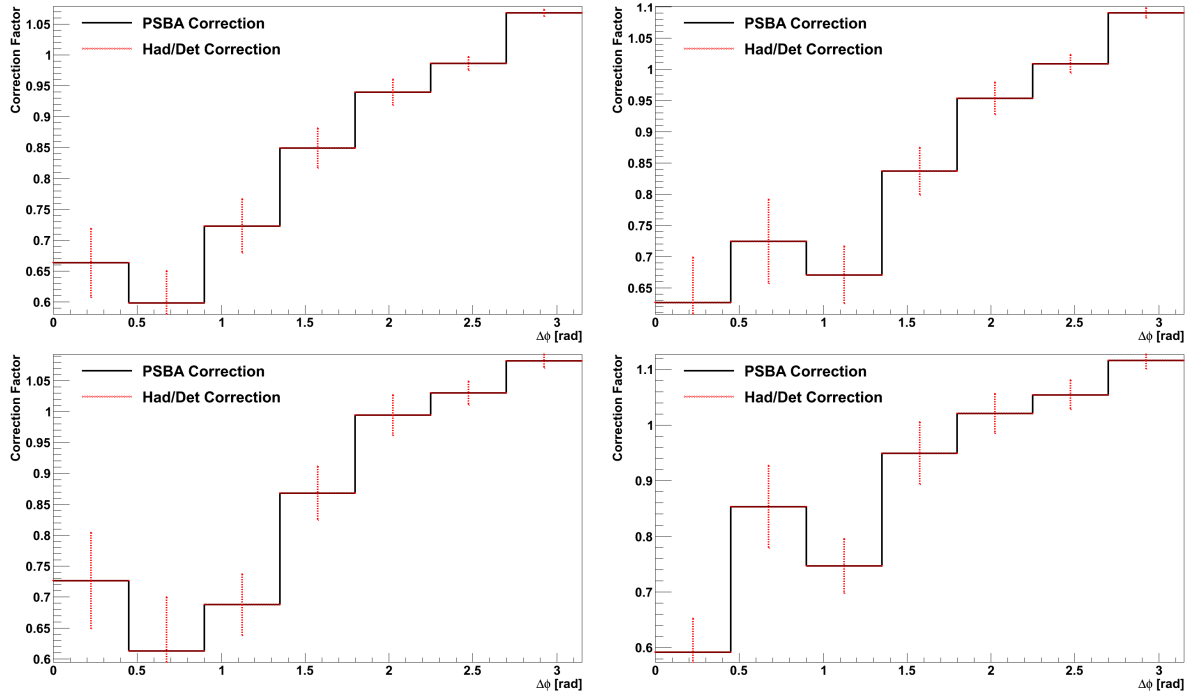 Correction Factor
PSBA Correction
Had/Det Correction
1.05
1
0.95
0.9
0.85
0.8
0.75
0.7
0.65
0.6
0 0.5 1 1.5 2 2.5 3
Δϕ [rad]
Correction Factor
PSBA Correction
Had/Det Correction
1.1
1.05
1
0.95
0.9
0.85
0.8
0.75
0.7
0.65
0 0.5 1 1.5 2 2.5 3
Δϕ [rad]
Correction Factor
PSBA Correction
Had/Det Correction
1.05
1
0.95
0.9
0.85
0.8
0.75
0.7
0.65
0.6
0 0.5 1 1.5 2 2.5 3
Δϕ [rad]
Correction Factor
PSBA Correction
Had/Det Correction
1.1
1
0.9
0.8
0.7
0.6
0 0.5 1 1.5 2 2.5 3
Δϕ [rad]